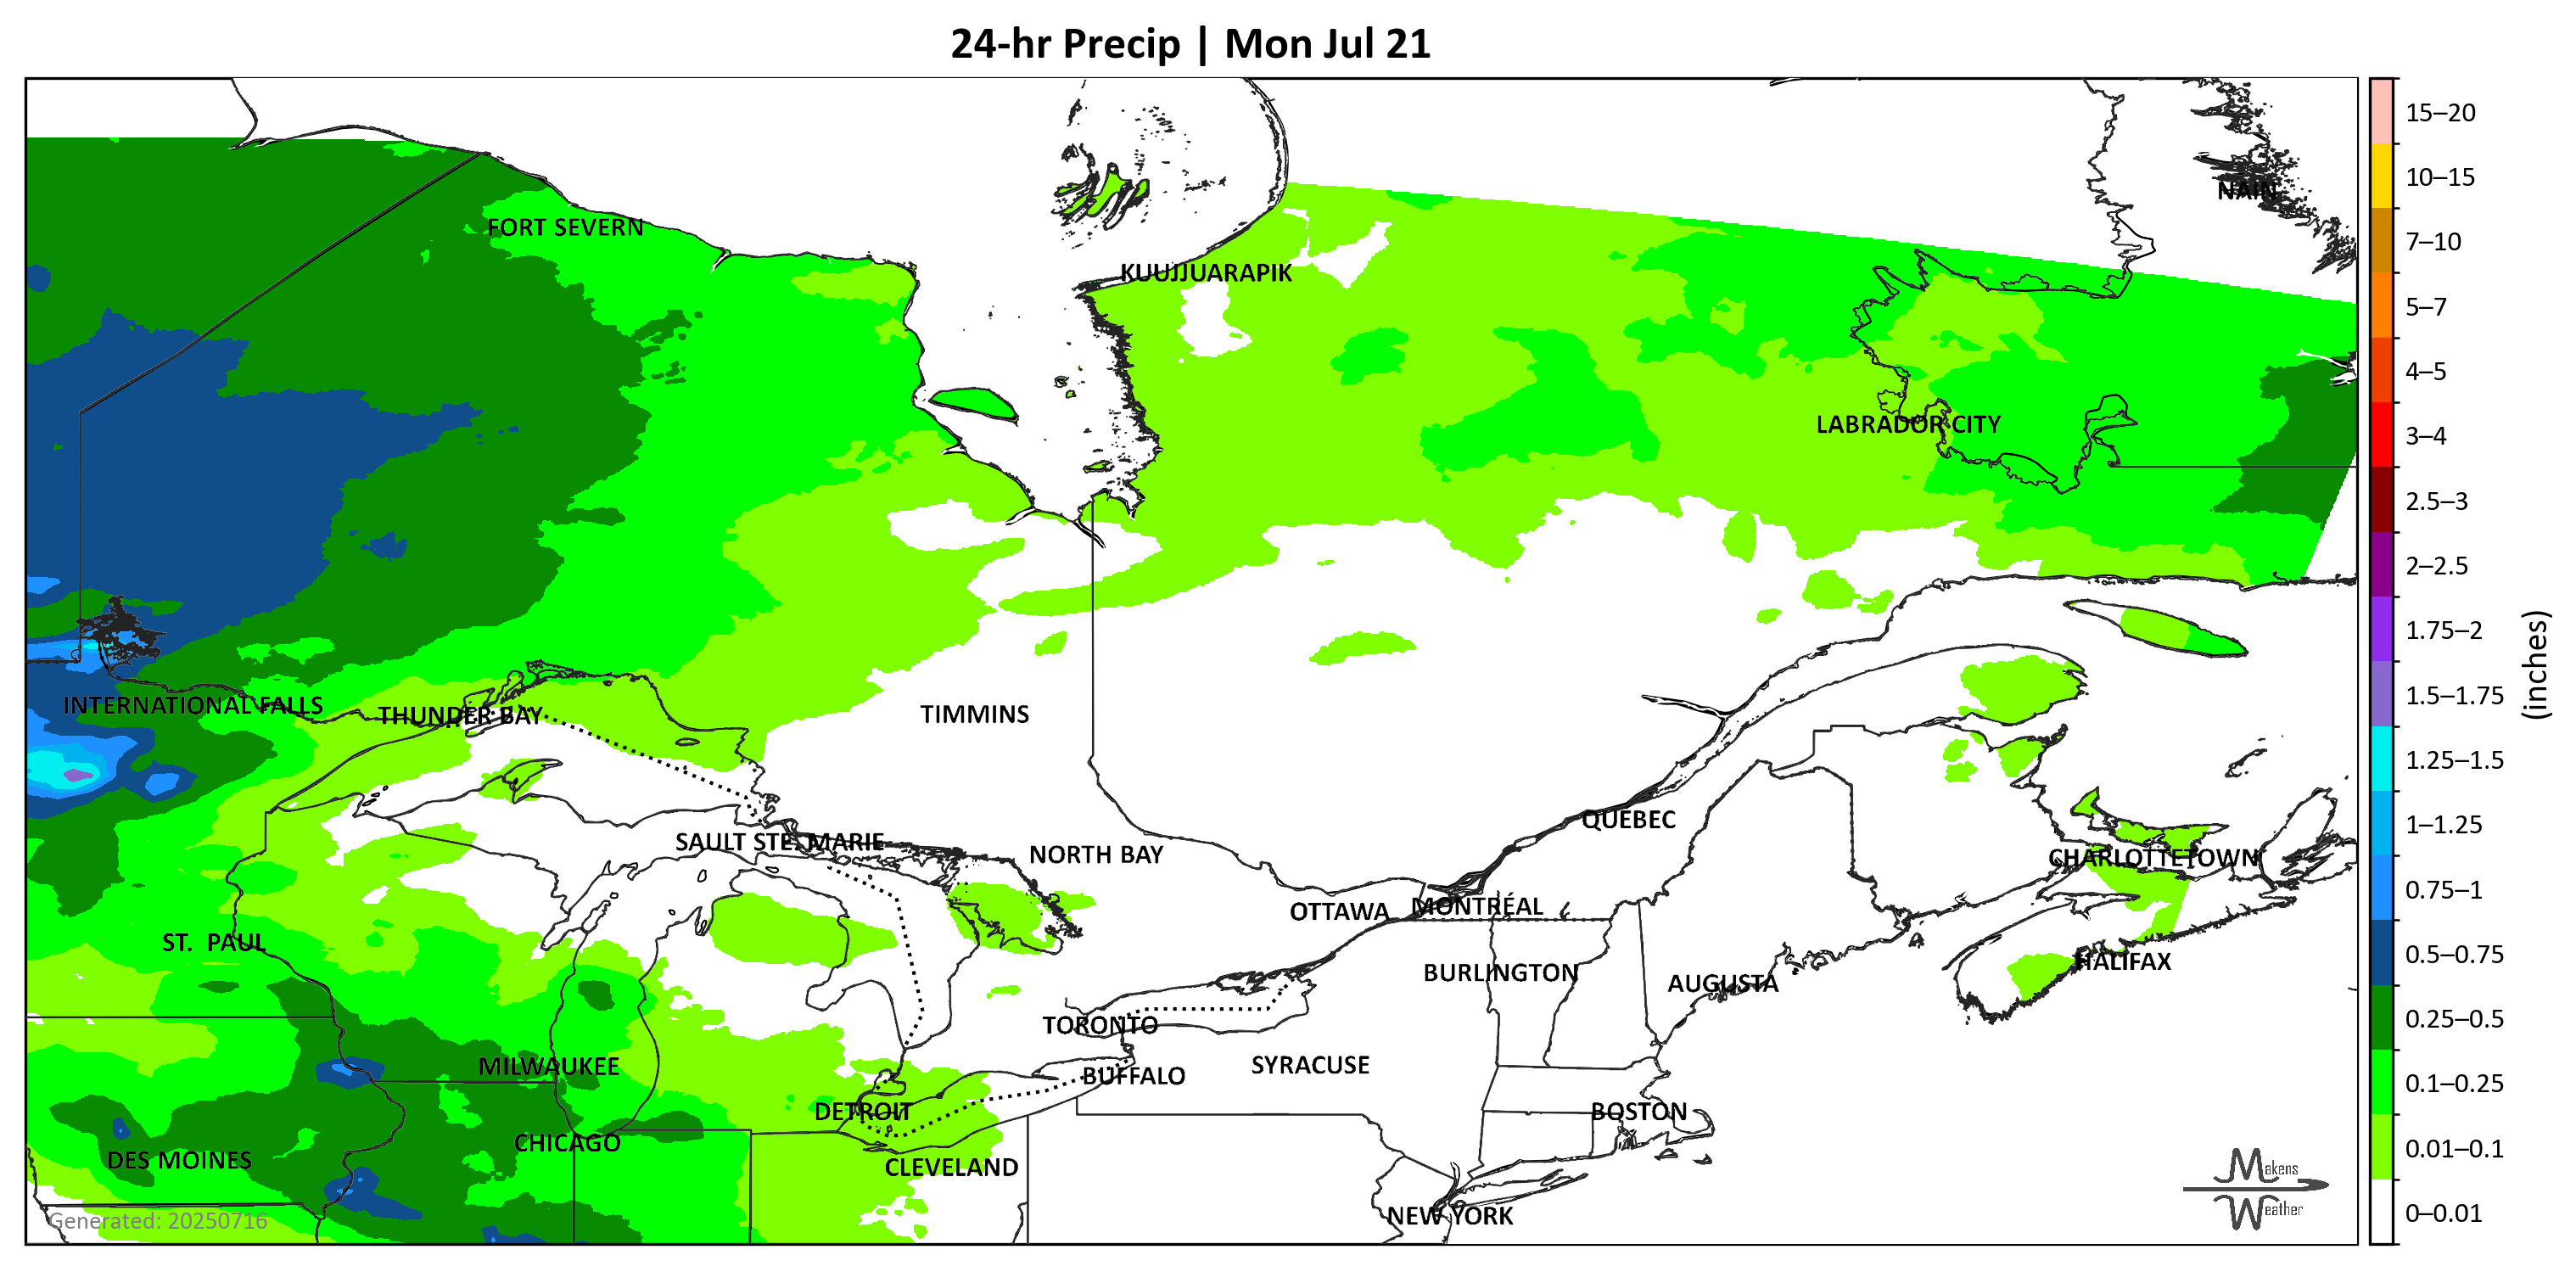 24-hr Precip | Mon Jul 21
NAIN
FORT SEVERN
KUUJJUARAPIK
LABRADOR CITY
INTERNATIONAL FALLS
THUNDER BAY
TIMMINS
SAULT STE. MARIE
NORTH BAY
QUÉBEC
CHARLOTTETOWN
OTTAWA
MONTRÉAL
ST. PAUL
BURLINGTON
AUGUSTA
HALIFAX
TORONTO
MILWAUKEE
BUFFALO
SYRACUSE
DETROIT
BOSTON
CHICAGO
DES MOINES
CLEVELAND
NEW YORK
Generated: 20250716
Makens
Weather
15–20
10–15
7–10
5–7
4–5
3–4
2.5–3
2–2.5
1.75–2
1.5–1.75
1.25–1.5
1–1.25
0.75–1
0.5–0.75
0.25–0.5
0.1–0.25
0.01–0.1
0–0.01
(inches)